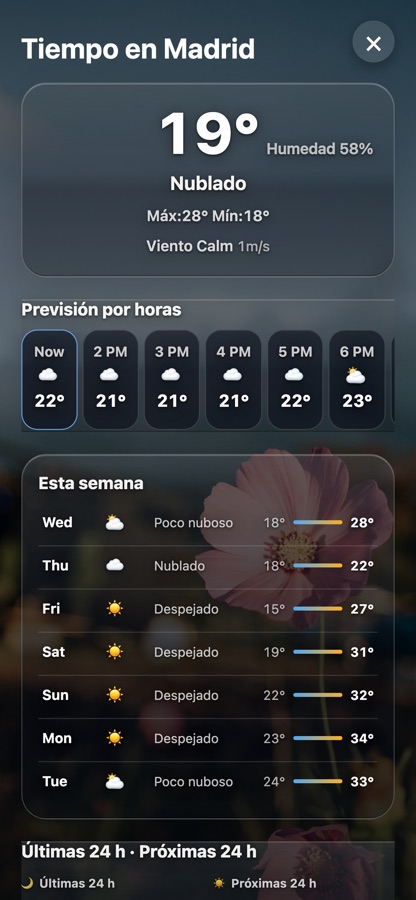 Tiempo en Madrid
19° Humedad 58%
Nublado
Máx:28° Mín:18°
Viento Calm 1m/s
Previsión por horas
Now 2 PM 3 PM 4 PM 5 PM 6 PM
22° 21° 21° 21° 22° 23°
Esta semana
Wed Poco nuboso 18° 28°
Thu Nublado 18° 22°
Fri Despejado 15° 27°
Sat Despejado 19° 31°
Sun Despejado 22° 32°
Mon Despejado 23° 34°
Tue Poco nuboso 24° 33°
Últimas 24 h · Próximas 24 h
Últimas 24 h Próximas 24 h